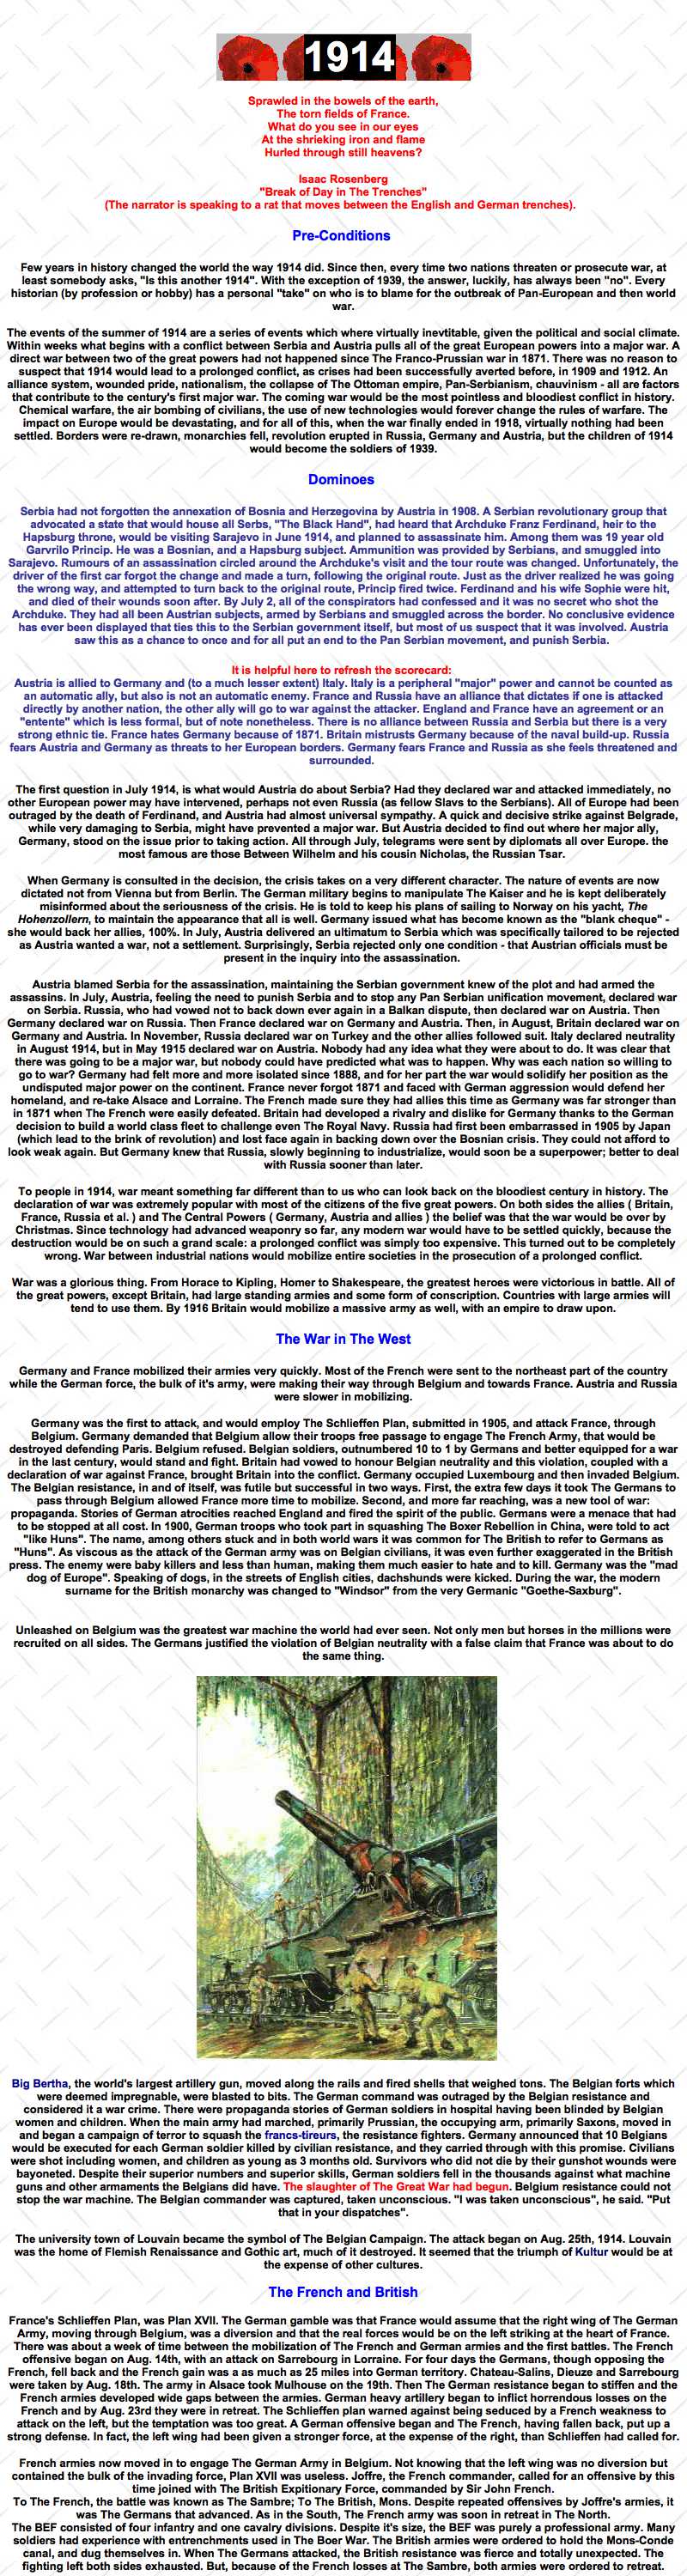 1914
Sprawled in the bowels of the earth,
The torn fields of France.
What do you see in our eyes
At the shrieking iron and flame
Hurled through still heavens?
Isaac Rosenberg
"Break of Day in The Trenches"
(The narrator is speaking to a rat that moves between the English and German trenches).
Pre-Conditions
Few years in history changed the world the way 1914 did. Since then, every time two nations threaten or prosecute war, at
least somebody asks, "Is this another 1914". With the exception of 1939, the answer, luckily, has always been "no". Every
historian (by profession or hobby) has a personal "take" on who is to blame for the outbreak of Pan-European and then world
war.
The events of the summer of 1914 are a series of events which where virtually inevtitable, given the political and social climate.
Within weeks what begins with a conflict between Serbia and Austria pulls all of the great European powers into a major war. A
direct war between two of the great powers had not happened since The Franco-Prussian war in 1871. There was no reason to
suspect that 1914 would lead to a prolonged conflict, as crises had been successfully averted before, in 1909 and 1912. An
alliance system, wounded pride, nationalism, the collapse of The Ottoman empire, Pan-Serbianism, chauvinism - all are factors
that contribute to the century's first major war. The coming war would be the most pointless and bloodiest conflict in history.
Chemical warfare, the air bombing of civilians, the use of new technologies would forever change the rules of warfare. The
impact on Europe would be devastating, and for all of this, when the war finally ended in 1918, virtually nothing had been
settled. Borders were re-drawn, monarchies fell, revolution erupted in Russia, Germany and Austria, but the children of 1914
would become the soldiers of 1939.
Dominoes
Serbia had not forgotten the annexation of Bosnia and Herzegovina by Austria in 1908. A Serbian revolutionary group that
advocated a state that would house all Serbs, "The Black Hand", had heard that Archduke Franz Ferdinand, heir to the
Hapsburg throne, would be visiting Sarajevo in June 1914, and planned to assassinate him. Among them was 19 year old
Garvrilo Princip. He was a Bosnian, and a Hapsburg subject. Ammunition was provided by Serbians, and smuggled into
Sarajevo. Rumours of an assassination circled around the Archduke's visit and the tour route was changed. Unfortunately, the
driver of the first car forgot the change and made a turn, following the original route. Just as the driver realized he was going
the wrong way, and attempted to turn back to the original route, Princip fired twice. Ferdinand and his wife Sophie were hit,
and died of their wounds soon after. By July 2, all of the conspirators had confessed and it was no secret who shot the
Archduke. They had all been Austrian subjects, armed by Serbians and smuggled across the border. No conclusive evidence
has ever been displayed that ties this to the Serbian government itself, but most of us suspect that it was involved. Austria
saw this as a chance to once and for all put an end to the Pan Serbian movement, and punish Serbia.
It is helpful here to refresh the scorecard:
Austria is allied to Germany and (to a much lesser extent) Italy. Italy is a peripheral "major" power and cannot be counted as
an automatic ally, but also is not an automatic enemy. France and Russia have an alliance that dictates if one is attacked
directly by another nation, the other ally will go to war against the attacker. England and France have an agreement or an
"entente" which is less formal, but of note nonetheless. There is no alliance between Russia and Serbia but there is a very
strong ethnic tie. France hates Germany because of 1871. Britain mistrusts Germany because of the naval build-up. Russia
fears Austria and Germany as threats to her European borders. Germany fears France and Russia as she feels threatened and
surrounded.
The first question in July 1914, is what would Austria do about Serbia? Had they declared war and attacked immediately, no
other European power may have intervened, perhaps not even Russia (as fellow Slavs to the Serbians). All of Europe had been
outraged by the death of Ferdinand, and Austria had almost universal sympathy. A quick and decisive strike against Belgrade,
while very damaging to Serbia, might have prevented a major war. But Austria decided to find out where her major ally,
Germany, stood on the issue prior to taking action. All through July, telegrams were sent by diplomats all over Europe. the
most famous are those Between Wilhelm and his cousin Nicholas, the Russian Tsar.
When Germany is consulted in the decision, the crisis takes on a very different character. The nature of events are now
dictated not from Vienna but from Berlin. The German military begins to manipulate The Kaiser and he is kept deliberately
misinformed about the seriousness of the crisis. He is told to keep his plans of sailing to Norway on his yacht, The
Hohenzollern, to maintain the appearance that all is well. Germany issued what has become known as the "blank cheque" -
she would back her allies, 100%. In July, Austria delivered an ultimatum to Serbia which was specifically tailored to be rejected
as Austria wanted a war, not a settlement. Surprisingly, Serbia rejected only one condition - that Austrian officials must be
present in the inquiry into the assassination.
Austria blamed Serbia for the assassination, maintaining the Serbian government knew of the plot and had armed the
assassins. In July, Austria, feeling the need to punish Serbia and to stop any Pan Serbian unification movement, declared war
on Serbia. Russia, who had vowed not to back down ever again in a Balkan dispute, then declared war on Austria. Then
Germany declared war on Russia. Then France declared war on Germany and Austria. Then, in August, Britain declared war on
Germany and Austria. In November, Russia declared war on Turkey and the other allies followed suit. Italy declared neutrality
in August 1914, but in May 1915 declared war on Austria. Nobody had any idea what they were about to do. It was clear that
there was going to be a major war, but nobody could have predicted what was to happen. Why was each nation so willing to
go to war? Germany had felt more and more isolated since 1888, and for her part the war would solidify her position as the
undisputed major power on the continent. France never forgot 1871 and faced with German aggression would defend her
homeland, and re-take Alsace and Lorraine. The French made sure they had allies this time as Germany was far stronger than
in 1871 when The French were easily defeated. Britain had developed a rivalry and dislike for Germany thanks to the German
decision to build a world class fleet to challenge even The Royal Navy. Russia had first been embarrassed in 1905 by Japan
(which lead to the brink of revolution) and lost face again in backing down over the Bosnian crisis. They could not afford to
look weak again. But Germany knew that Russia, slowly beginning to industrialize, would soon be a superpower; better to deal
with Russia sooner than later.
To people in 1914, war meant something far different than to us who can look back on the bloodiest century in history. The
declaration of war was extremely popular with most of the citizens of the five great powers. On both sides the allies ( Britain,
France, Russia et al. ) and The Central Powers ( Germany, Austria and allies ) the belief was that the war would be over by
Christmas. Since technology had advanced weaponry so far, any modern war would have to be settled quickly, because the
destruction would be on such a grand scale: a prolonged conflict was simply too expensive. This turned out to be completely
wrong. War between industrial nations would mobilize entire societies in the prosecution of a prolonged conflict.
War was a glorious thing. From Horace to Kipling, Homer to Shakespeare, the greatest heroes were victorious in battle. All of
the great powers, except Britain, had large standing armies and some form of conscription. Countries with large armies will
tend to use them. By 1916 Britain would mobilize a massive army as well, with an empire to draw upon.
The War in The West
Germany and France mobilized their armies very quickly. Most of the French were sent to the northeast part of the country
while the German force, the bulk of it's army, were making their way through Belgium and towards France. Austria and Russia
were slower in mobilizing.
Germany was the first to attack, and would employ The Schlieffen Plan, submitted in 1905, and attack France, through
Belgium. Germany demanded that Belgium allow their troops free passage to engage The French Army, that would be
destroyed defending Paris. Belgium refused. Belgian soldiers, outnumbered 10 to 1 by Germans and better equipped for a war
in the last century, would stand and fight. Britain had vowed to honour Belgian neutrality and this violation, coupled with a
declaration of war against France, brought Britain into the conflict. Germany occupied Luxembourg and then invaded Belgium.
The Belgian resistance, in and of itself, was futile but successful in two ways. First, the extra few days it took The Germans to
pass through Belgium allowed France more time to mobilize. Second, and more far reaching, was a new tool of war:
propaganda. Stories of German atrocities reached England and fired the spirit of the public. Germans were a menace that had
to be stopped at all cost. In 1900, German troops who took part in squashing The Boxer Rebellion in China, were told to act
"like Huns". The name, among others stuck and in both world wars it was common for The British to refer to Germans as
"Huns". As viscous as the attack of the German army was on Belgian civilians, it was even further exaggerated in the British
press. The enemy were baby killers and less than human, making them much easier to hate and to kill. Germany was the "mad
dog of Europe". Speaking of dogs, in the streets of English cities, dachshunds were kicked. During the war, the modern
surname for the British monarchy was changed to "Windsor" from the very Germanic "Goethe-Saxburg".
Unleashed on Belgium was the greatest war machine the world had ever seen. Not only men but horses in the millions were
recruited on all sides. The Germans justified the violation of Belgian neutrality with a false claim that France was about to do
the same thing.
Big Bertha, the world's largest artillery gun, moved along the rails and fired shells that weighed tons. The Belgian forts which
were deemed impregnable, were blasted to bits. The German command was outraged by the Belgian resistance and
considered it a war crime. There were propaganda stories of German soldiers in hospital having been blinded by Belgian
women and children. When the main army had marched, primarily Prussian, the occupying arm, primarily Saxons, moved in
and began a campaign of terror to squash the francs-tireurs, the resistance fighters. Germany announced that 10 Belgians
would be executed for each German soldier killed by civilian resistance, and they carried through with this promise. Civilians
were shot including women, and children as young as 3 months old. Survivors who did not die by their gunshot wounds were
bayoneted. Despite their superior numbers and superior skills, German soldiers fell in the thousands against what machine
guns and other armaments the Belgians did have. The slaughter of The Great War had begun. Belgium resistance could not
stop the war machine. The Belgian commander was captured, taken unconscious. "I was taken unconscious", he said. "Put
that in your dispatches".
The university town of Louvain became the symbol of The Belgian Campaign. The attack began on Aug. 25th, 1914. Louvain
was the home of Flemish Renaissance and Gothic art, much of it destroyed. It seemed that the triumph of Kultur would be at
the expense of other cultures.
The French and British
France's Schlieffen Plan, was Plan XVII. The German gamble was that France would assume that the right wing of The German
Army, moving through Belgium, was a diversion and that the real forces would be on the left striking at the heart of France.
There was about a week of time between the mobilization of The French and German armies and the first battles. The French
offensive began on Aug. 14th, with an attack on Sarrebourg in Lorraine. For four days the Germans, though opposing the
French, fell back and the French gain was a as much as 25 miles into German territory. Chateau-Salins, Dieuze and Sarrebourg
were taken by Aug. 18th. The army in Alsace took Mulhouse on the 19th. Then The German resistance began to stiffen and the
French armies developed wide gaps between the armies. German heavy artillery began to inflict horrendous losses on the
French and by Aug. 23rd they were in retreat. The Schlieffen plan warned against being seduced by a French weakness to
attack on the left, but the temptation was too great. A German offensive began and The French, having fallen back, put up a
strong defense. In fact, the left wing had been given a stronger force, at the expense of the right, than Schlieffen had called for.
French armies now moved in to engage The German Army in Belgium. Not knowing that the left wing was no diversion but
contained the bulk of the invading force, Plan XVII was useless. Joffre, the French commander, called for an offensive by this
time joined with The British Expitionary Force, commanded by Sir John French.
To The French, the battle was known as The Sambre; To The British, Mons. Despite repeated offensives by Joffre's armies, it
was The Germans that advanced. As in the South, The French army was soon in retreat in The North.
The BEF consisted of four infantry and one cavalry divisions. Despite it's size, the BEF was purely a professional army. Many
soldiers had experience with entrenchments used in The Boer War. The British armies were ordered to hold the Mons-Conde
canal, and dug themselves in. When The Germans attacked, the British resistance was fierce and totally unexpected. The
fighting left both sides exhausted. But, because of the French losses at The Sambre, both armies were ordered to retreat.